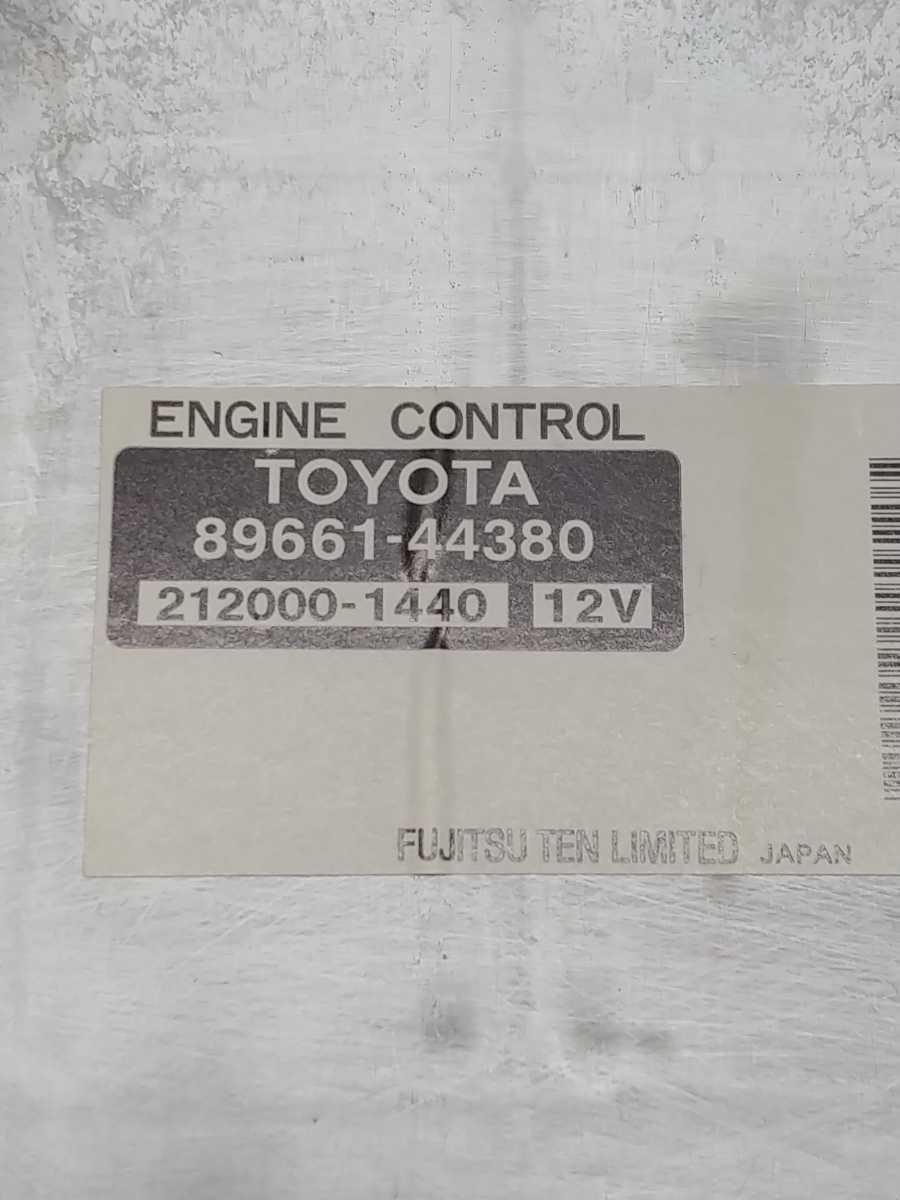 ENGINE CONTROL
TOYOTA
89661-44380
212000-1440 12V
FUJITSU TEN LIMITED JAPAN